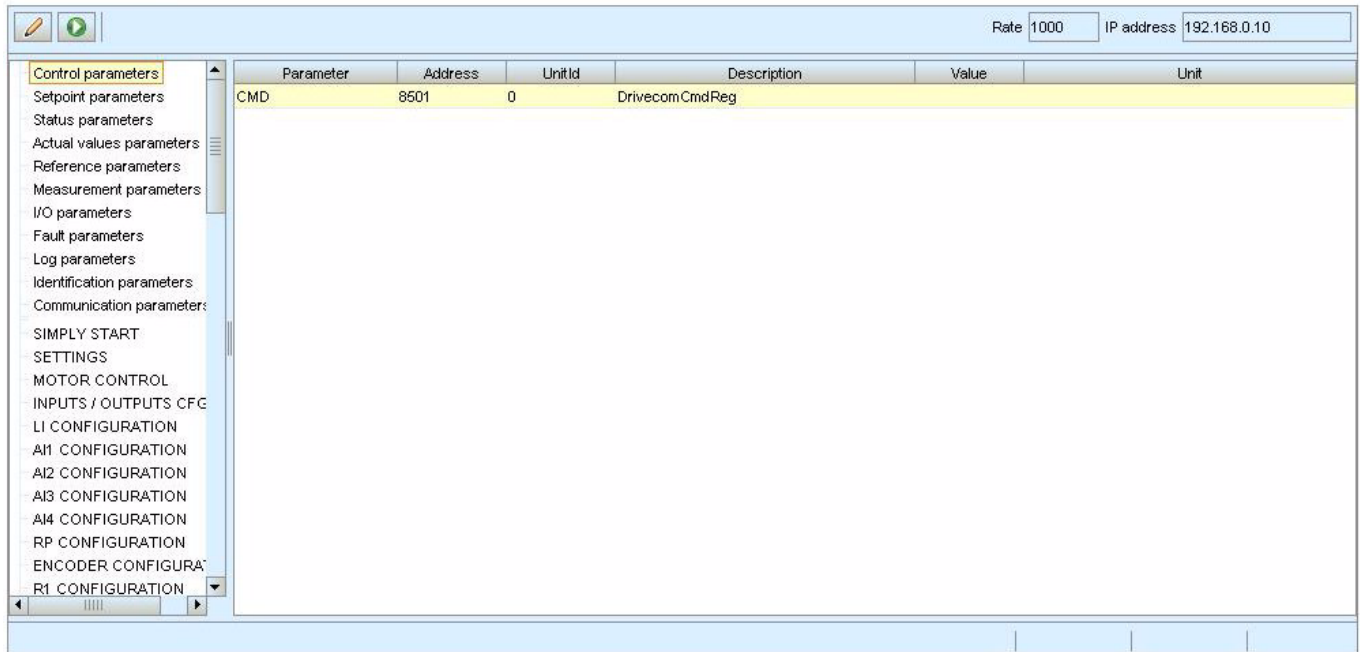 Rate 1000 IP address 192.168.0.10
Control parameters
Setpoint parameters
Status parameters
Actual values parameters
Reference parameters
Measurement parameters
I/O parameters
Fault parameters
Log parameters
Identification parameters
Communication parameters
SIMPLY START
SETTINGS
MOTOR CONTROL
INPUTS / OUTPUTS CFG
LI CONFIGURATION
AI1 CONFIGURATION
AI2 CONFIGURATION
AI3 CONFIGURATION
AI4 CONFIGURATION
RP CONFIGURATION
ENCODER CONFIGURAT
R1 CONFIGURATION
Parameter Address UnitId Description Value Unit
CMD 8501 0 DrivecomCmdReg